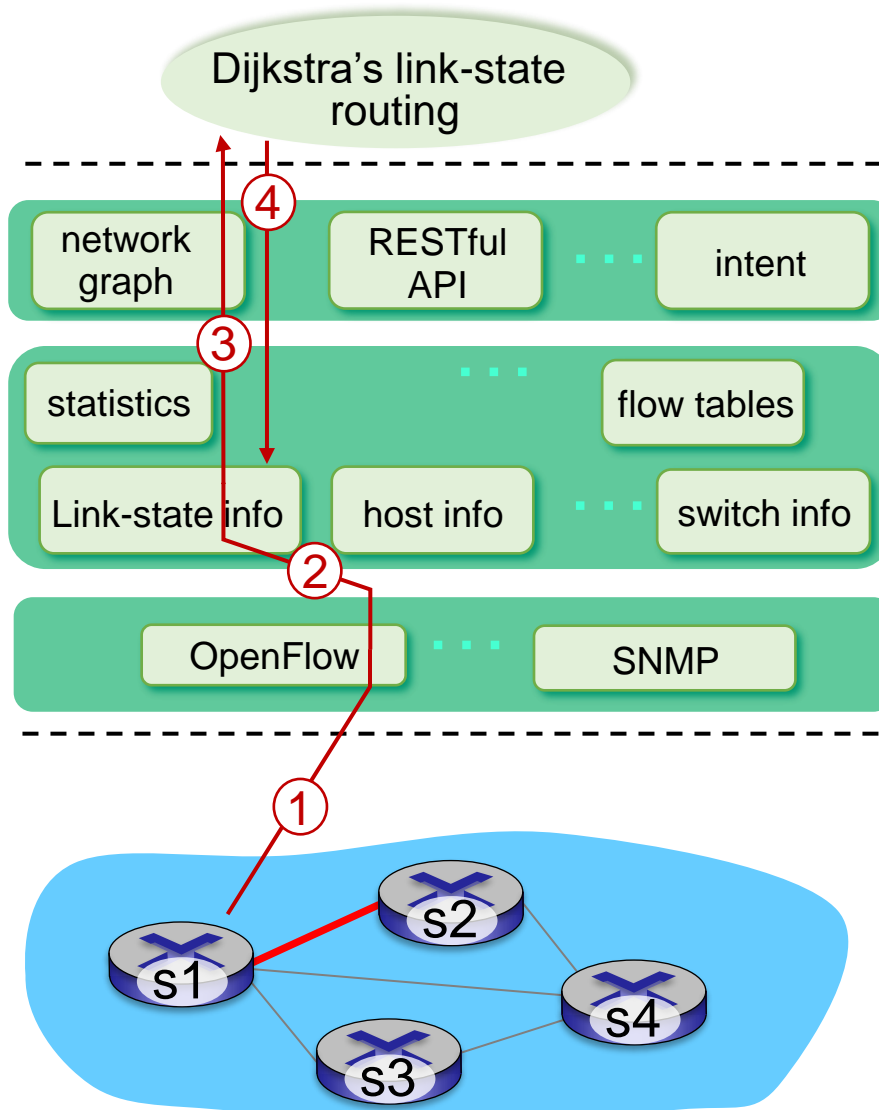 Dijkstra’s link-state
routing
4
network
graph
RESTful
API
intent
3
statistics
flow tables
Link-state info
host info
switch info
2
OpenFlow
SNMP
1
s2
s1
s4
s3